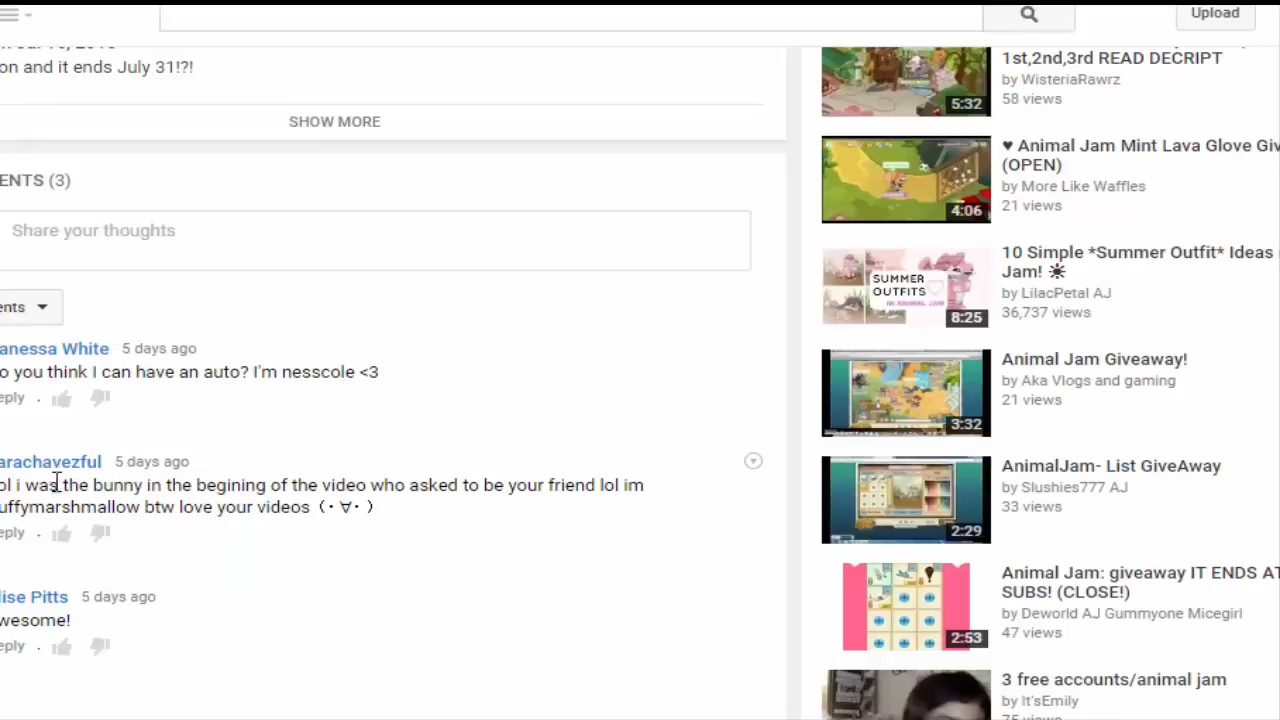 Upload
on and it ends July 31!?!
SHOW MORE
ENTS (3)
Share your thoughts
ents
anessa White 5 days ago
o you think I can have an auto? I'm nesscole <3
eply
arachavezful 5 days ago
ol i was the bunny in the begining of the video who asked to be your friend lol im
uffymarshmallow btw love your videos (･∀･)
eply
lise Pitts 5 days ago
wesome!
eply
1st,2nd,3rd READ DECRIPT
by WisteriaRawrz
58 views
5:32
♥ Animal Jam Mint Lava Glove Giv
(OPEN)
by More Like Waffles
21 views
4:06
10 Simple *Summer Outfit* Ideas
Jam! ☀
by LilacPetal AJ
36,737 views
SUMMER
OUTFITS
IN ANIMAL JAM
8:25
Animal Jam Giveaway!
by Aka Vlogs and gaming
21 views
3:32
AnimalJam- List GiveAway
by Slushies777 AJ
33 views
2:29
Animal Jam: giveaway IT ENDS AT
SUBS! (CLOSE!)
by Deworld AJ Gummyone Micegirl
47 views
2:53
3 free accounts/animal jam
by It'sEmily
75 views